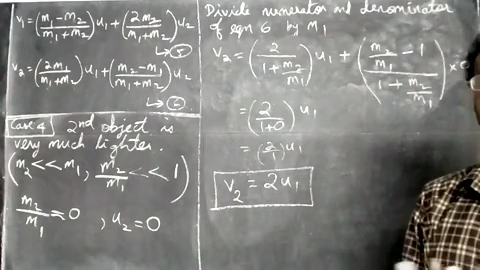 v₁ = (m₁ - m₂ / m₁ + m₂) u₁ + (2m₂ / m₁ + m₂) u₂
→ 5
v₂ = (2m₁ / m₁ + m₂) u₁ + (m₂ - m₁ / m₁ + m₂) u₂
→ 6
Case 4 2nd object is
very much lighter.
(m₂ << m₁, m₂/m₁ << 1)
m₂/m₁ = 0, u₂ = 0
Divide numerator and denominator
of eqn 6 by m₁
v₂ = (2 / 1 + m₂/m₁) u₁ + (m₂/m₁ - 1 / 1 + m₂/m₁) × 0
= (2 / 1+0) u₁
= (2/1) u₁
v₂ = 2u₁